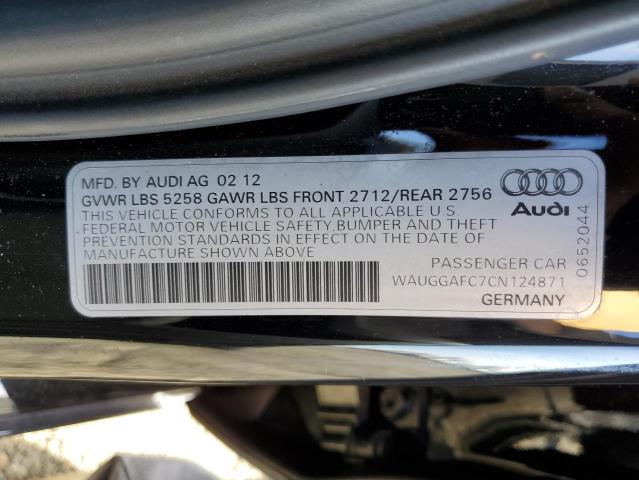 MFD. BY AUDI AG 02 12
GVWR LBS 5258 GAWR LBS FRONT 2712/REAR 2756
THIS VEHICLE CONFORMS TO ALL APPLICABLE U.S
FEDERAL MOTOR VEHICLE SAFETY,BUMPER AND THEFT
PREVENTION STANDARDS IN EFFECT ON THE DATE OF
MANUFACTURE SHOWN ABOVE
Audi
0652044
PASSENGER CAR
WAUGGAFC7CN124871
GERMANY